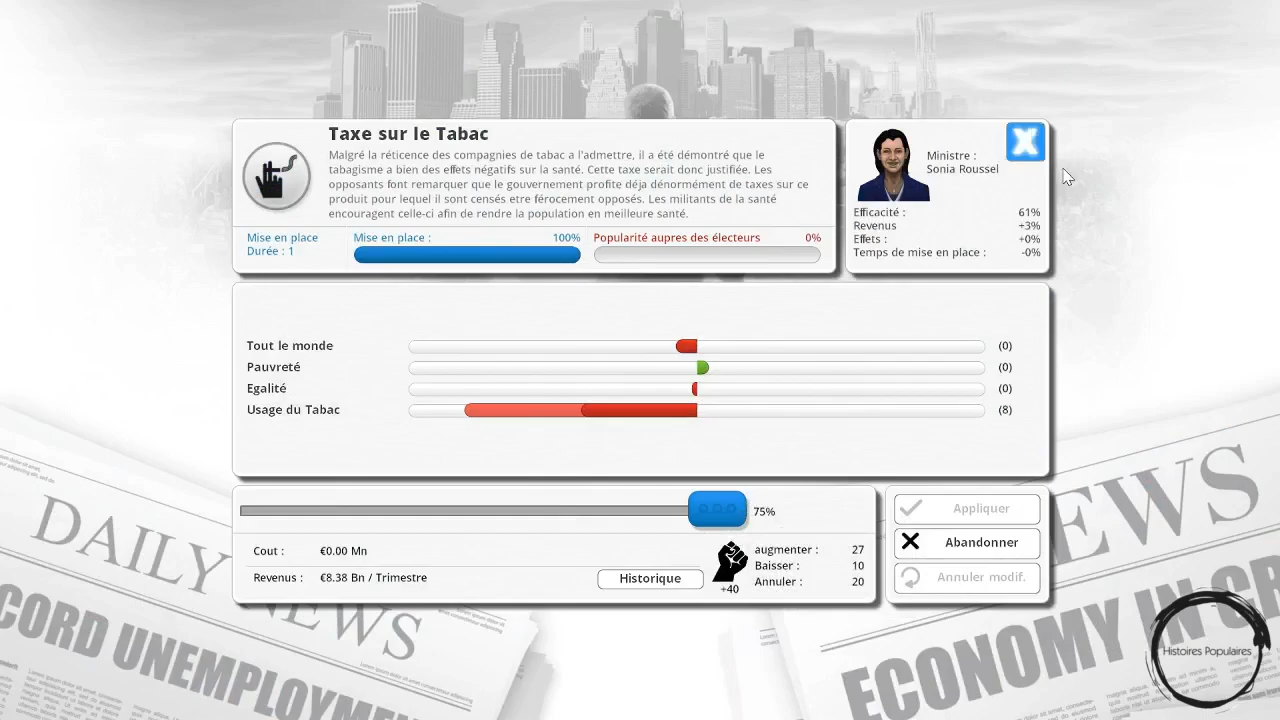 Taxe sur le Tabac
Malgré la réticence des compagnies de tabac a l'admettre, il a été démontré que le
tabagisme a bien des effets négatifs sur la santé. Cette taxe serait donc justifiée. Les
opposants font remarquer que le gouvernement profite déja dénormément de taxes sur ce
produit pour lequel il sont censés etre férocement opposés. Les militants de la santé
encouragent celle-ci afin de rendre la population en meilleure santé.
Mise en place
Durée : 1
Mise en place : 100%
Popularité aupres des électeurs 0%
X
Ministre :
Sonia Roussel
Efficacité : 61%
Revenus +3%
Effets : +0%
Temps de mise en place : -0%
Tout le monde (0)
Pauvreté (0)
Egalité (0)
Usage du Tabac (8)
75%
Cout : €0.00 Mn
Revenus : €8.38 Bn / Trimestre
Historique
+40
augmenter : 27
Baisser : 10
Annuler : 20
Appliquer
Abandonner
Annuler modif.
DAILY NEWS
CORD UNEMPLOYME
NEWS
ECONOMY IN CR
Histoires Populaires